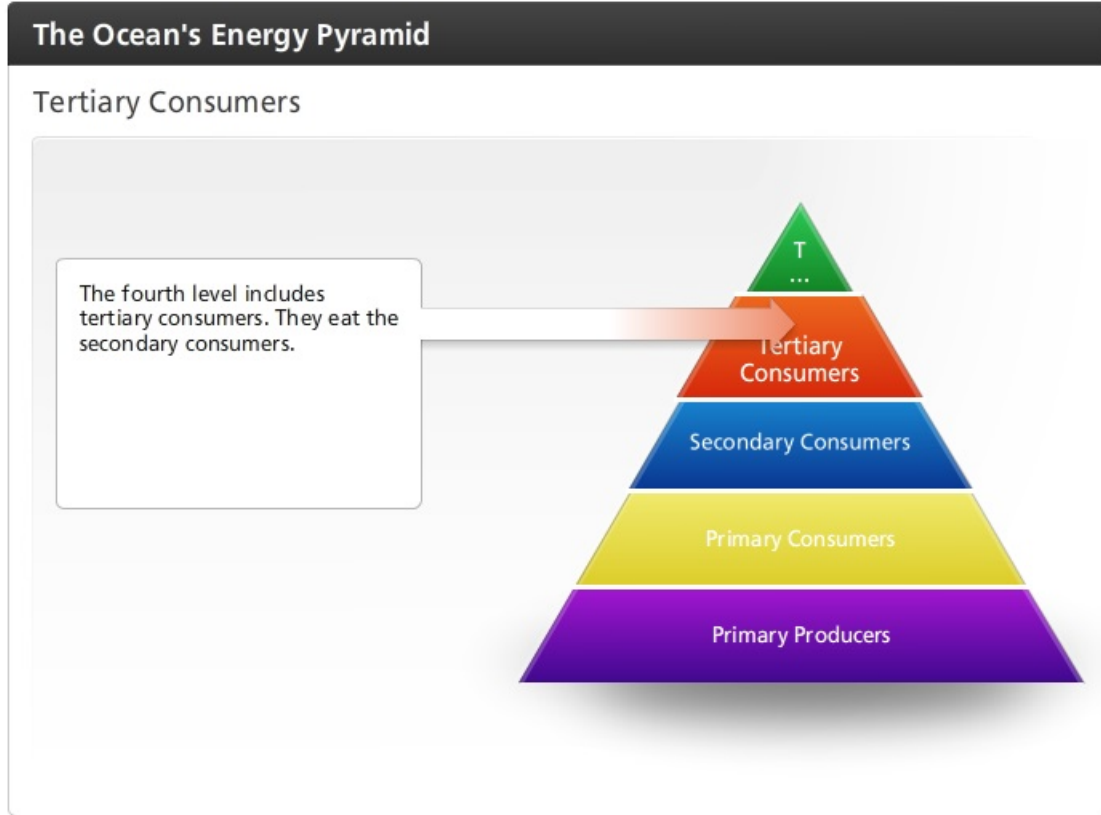 The Ocean's Energy Pyramid
Tertiary Consumers
The fourth level includes
tertiary consumers. They eat the
secondary consumers.
T
...
Tertiary
Consumers
Secondary Consumers
Primary Consumers
Primary Producers